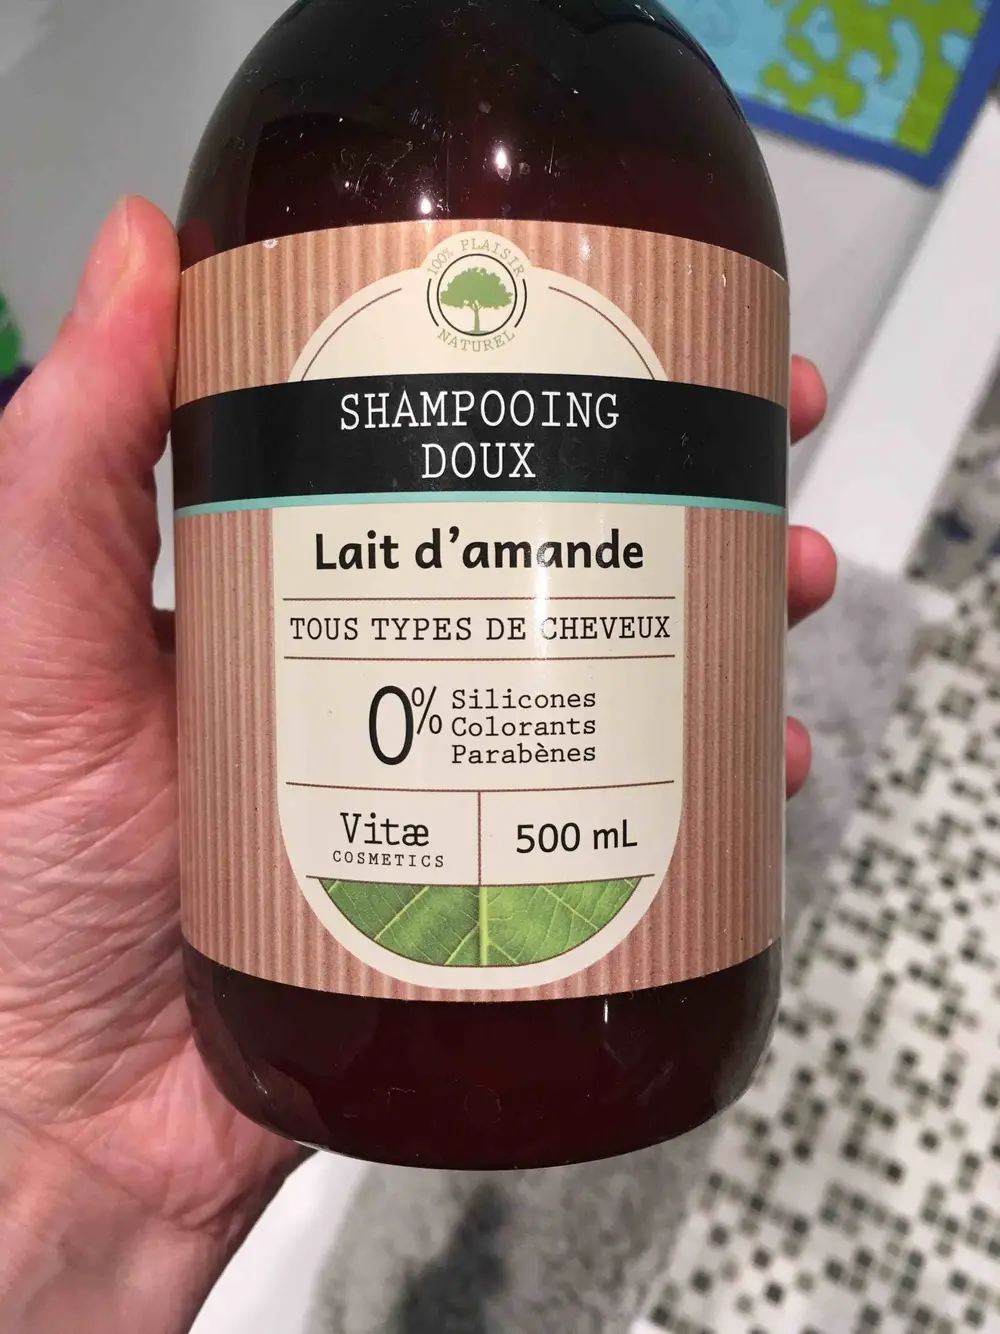 100% PLAISIR
NATUREL
SHAMPOOING
DOUX
Lait d'amande
TOUS TYPES DE CHEVEUX
0% Silicones
Colorants
Parabènes
Vitæ
COSMETICS
500 mL